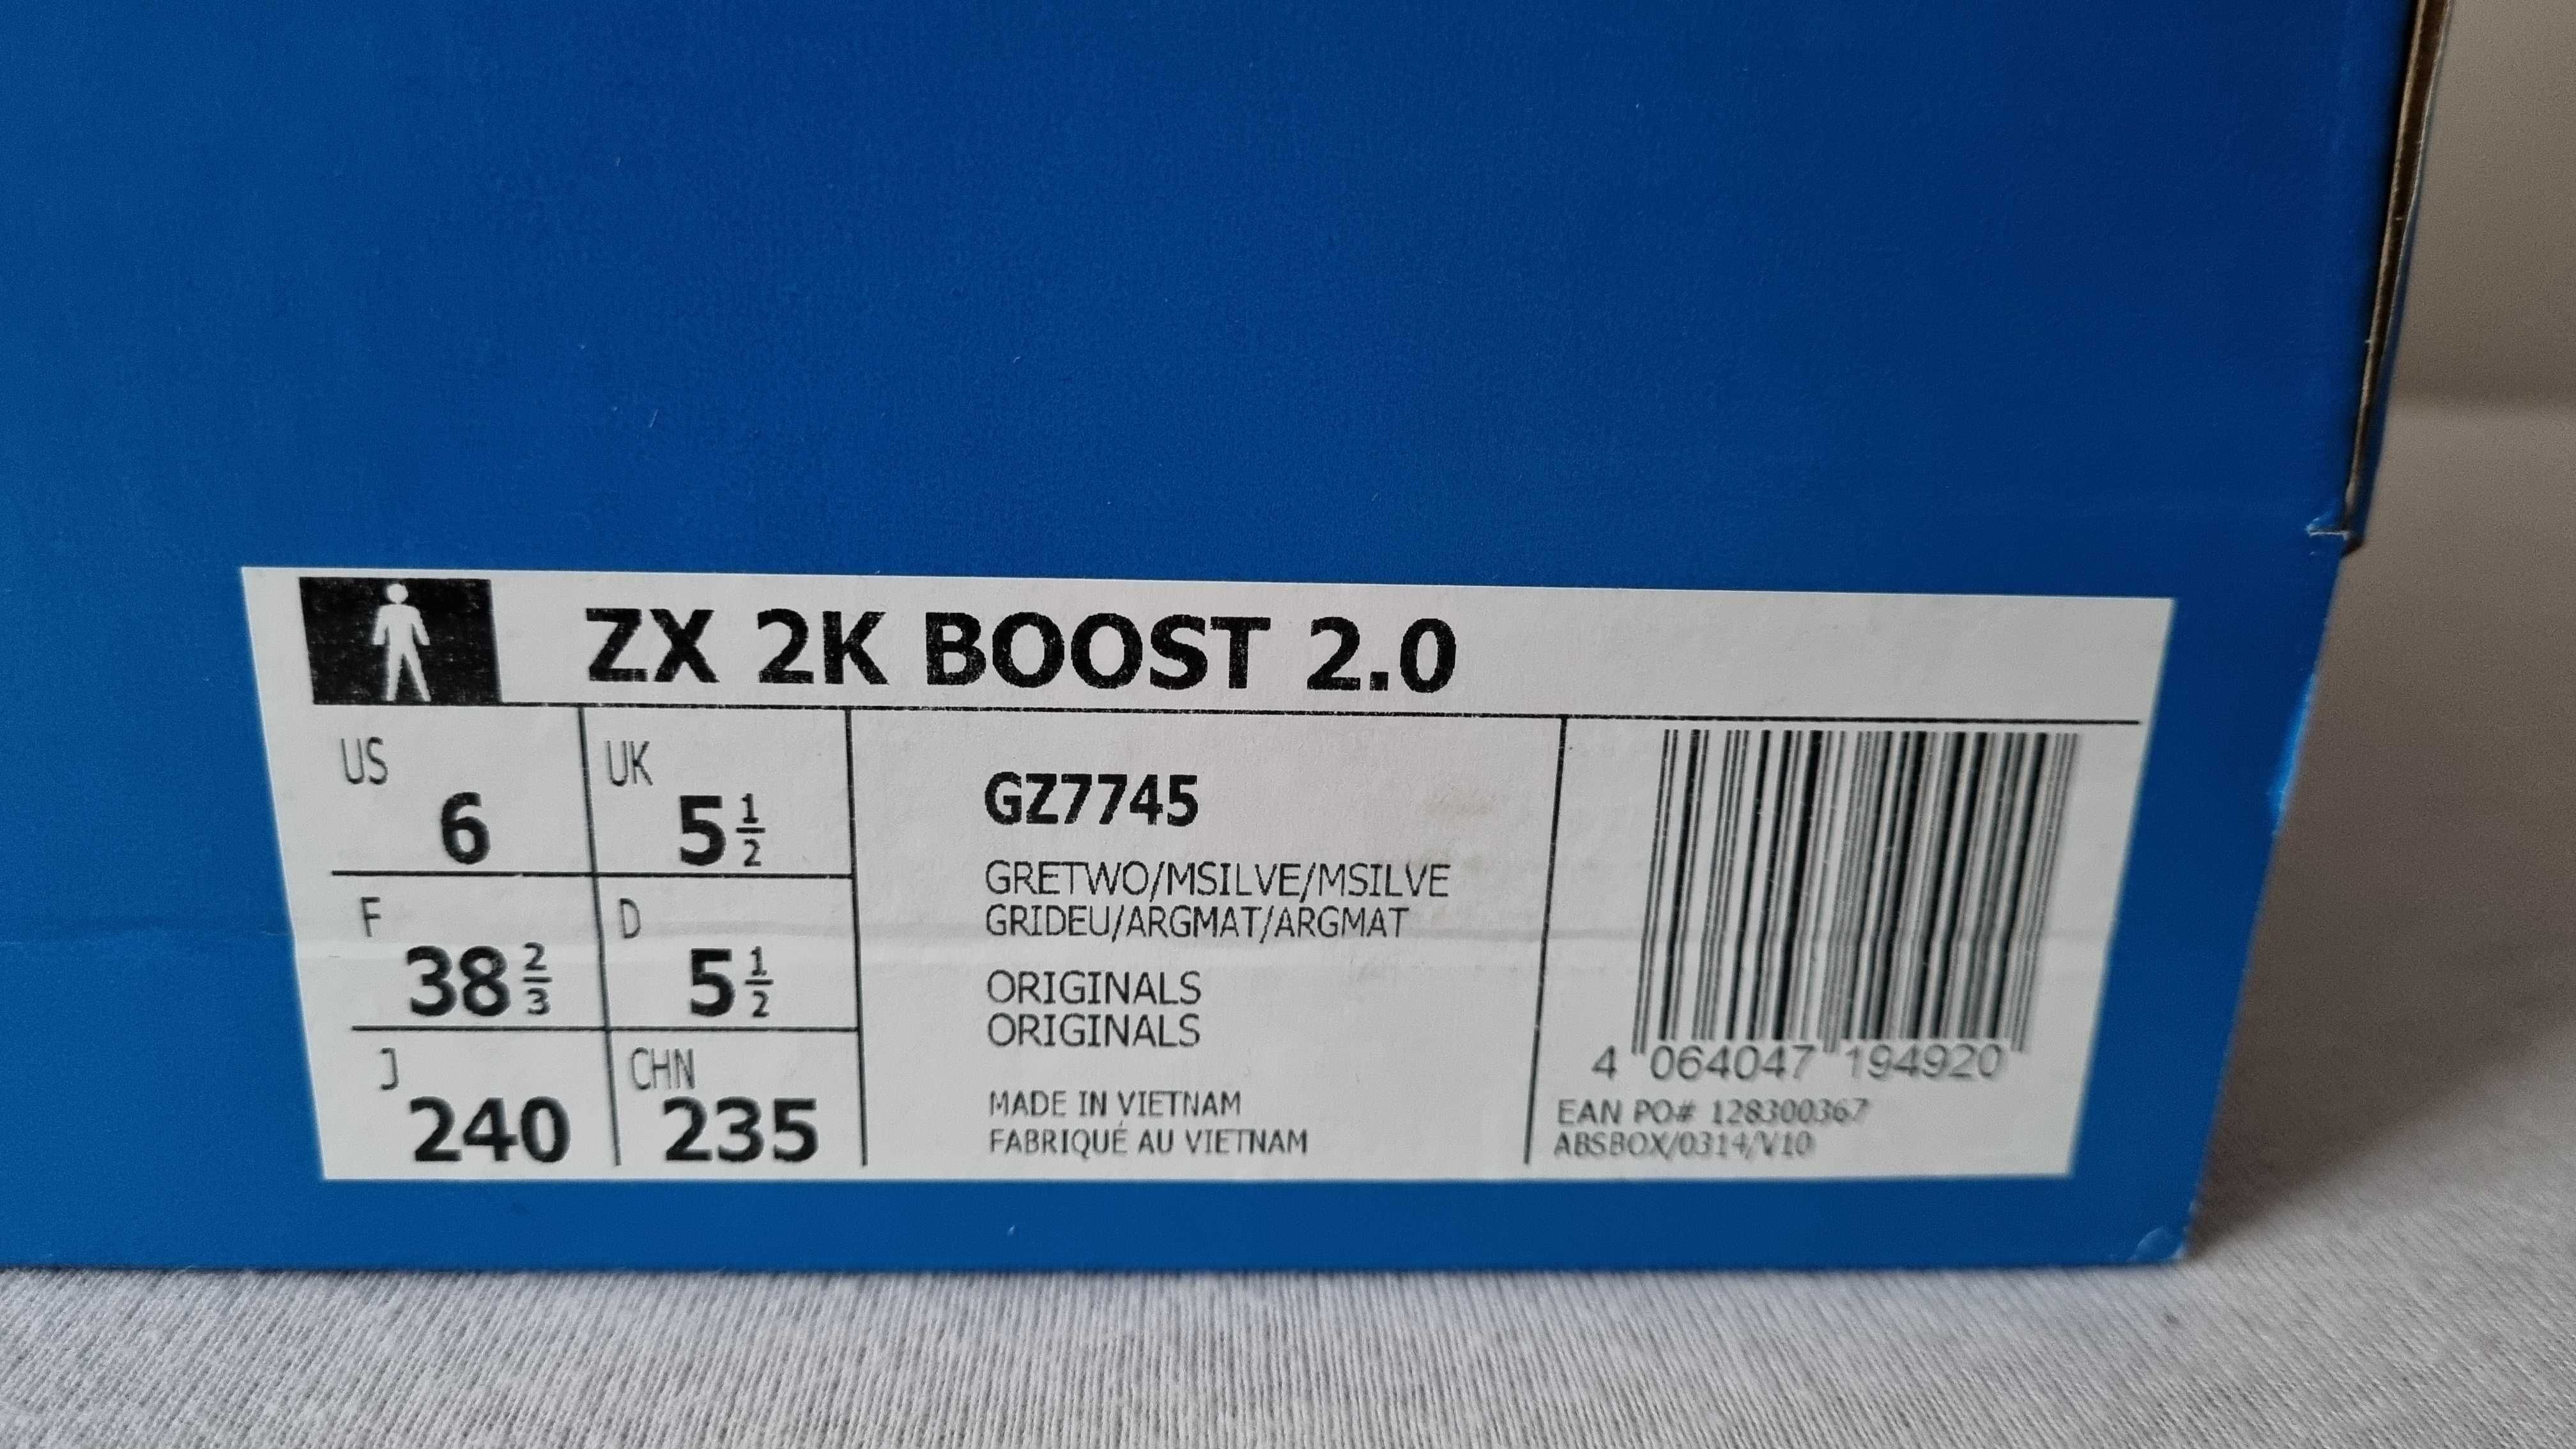 ZX 2K BOOST 2.0
US 6
UK 5 1/2
F 38 2/3
D 5 1/2
J 240
CHN 235
GZ7745
GRETWO/MSILVE/MSILVE
GRIDEU/ARGMAT/ARGMAT
ORIGINALS
ORIGINALS
MADE IN VIETNAM
FABRIQUÉ AU VIETNAM
4 064047 194920
EAN PO# 128300367
ABSBOX/0314/V10